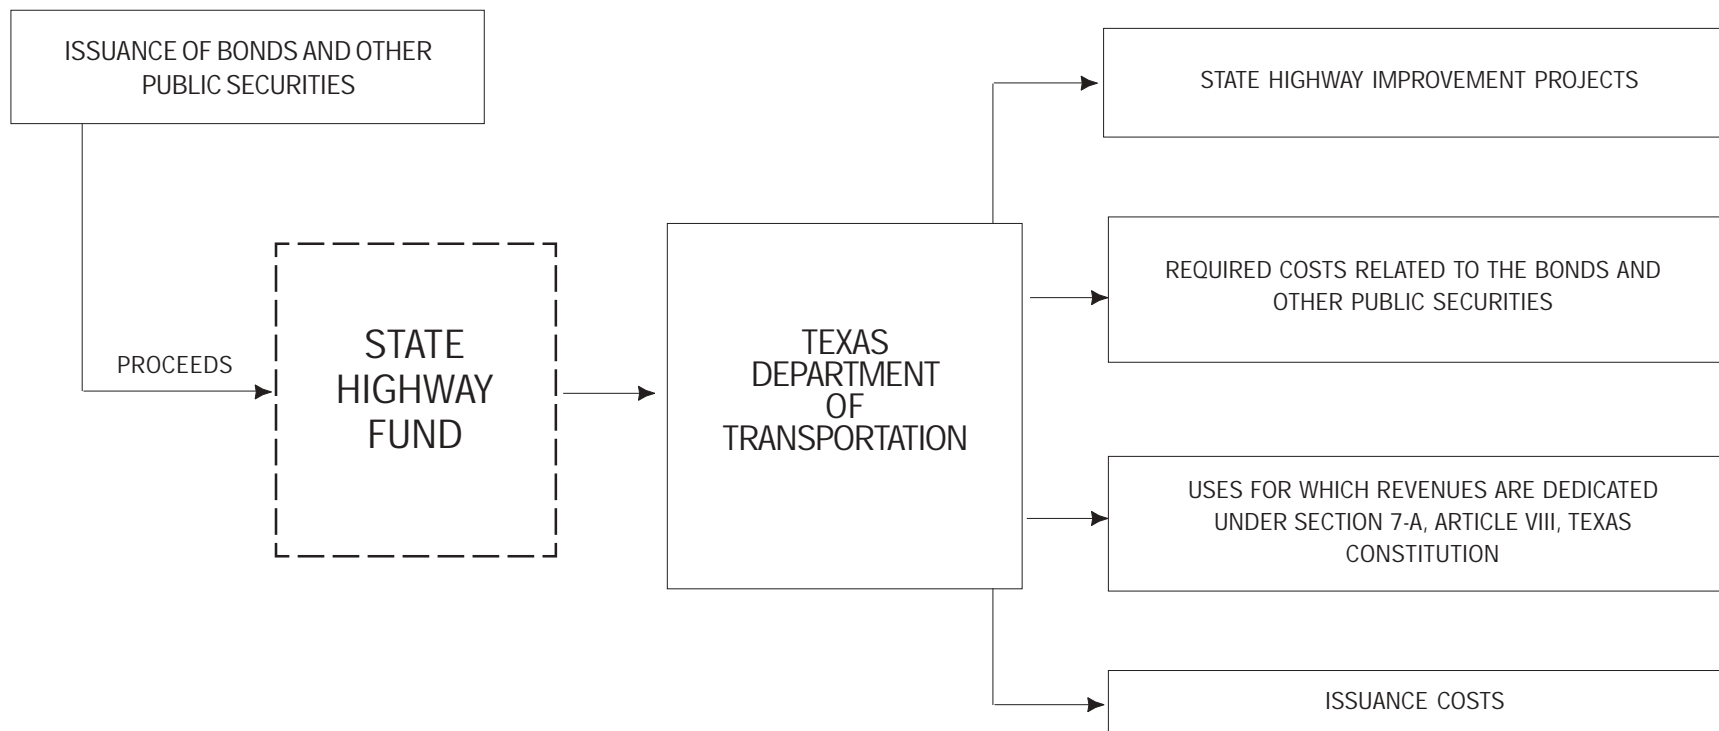 ISSUANCE OF BONDS AND OTHER
PUBLIC SECURITIES
PROCEEDS
STATE
HIGHWAY
FUND
TEXAS
DEPARTMENT
OF
TRANSPORTATION
STATE HIGHWAY IMPROVEMENT PROJECTS
REQUIRED COSTS RELATED TO THE BONDS AND
OTHER PUBLIC SECURITIES
USES FOR WHICH REVENUES ARE DEDICATED
UNDER SECTION 7-A, ARTICLE VIII, TEXAS
CONSTITUTION
ISSUANCE COSTS